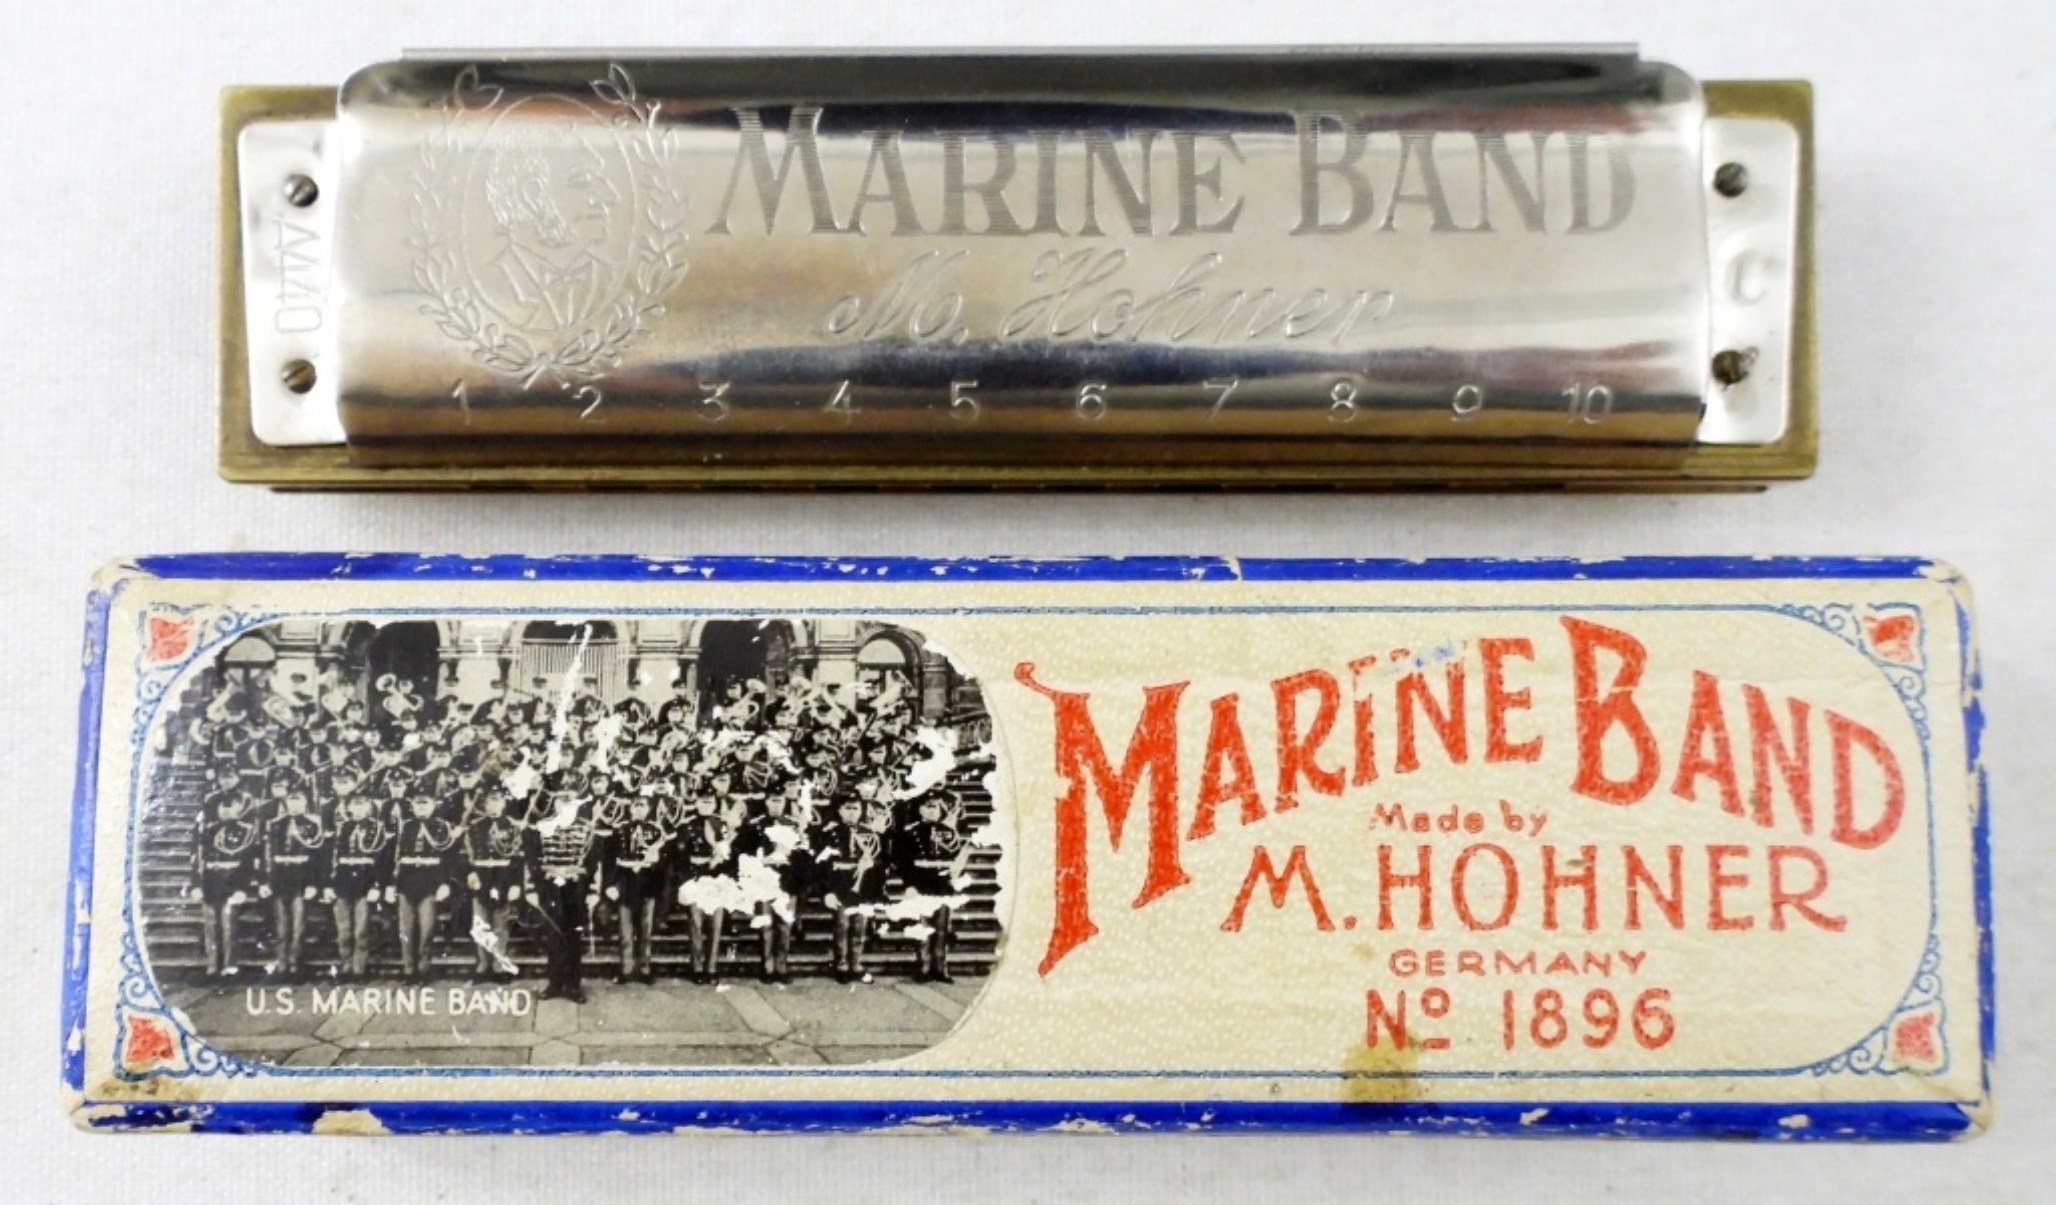 MARINE BAND
M. Hohner
C
1 2 3 4 5 6 7 8 9 10
MARINE BAND
Made by
M. HOHNER
GERMANY
Nº 1896
U.S. MARINE BAND